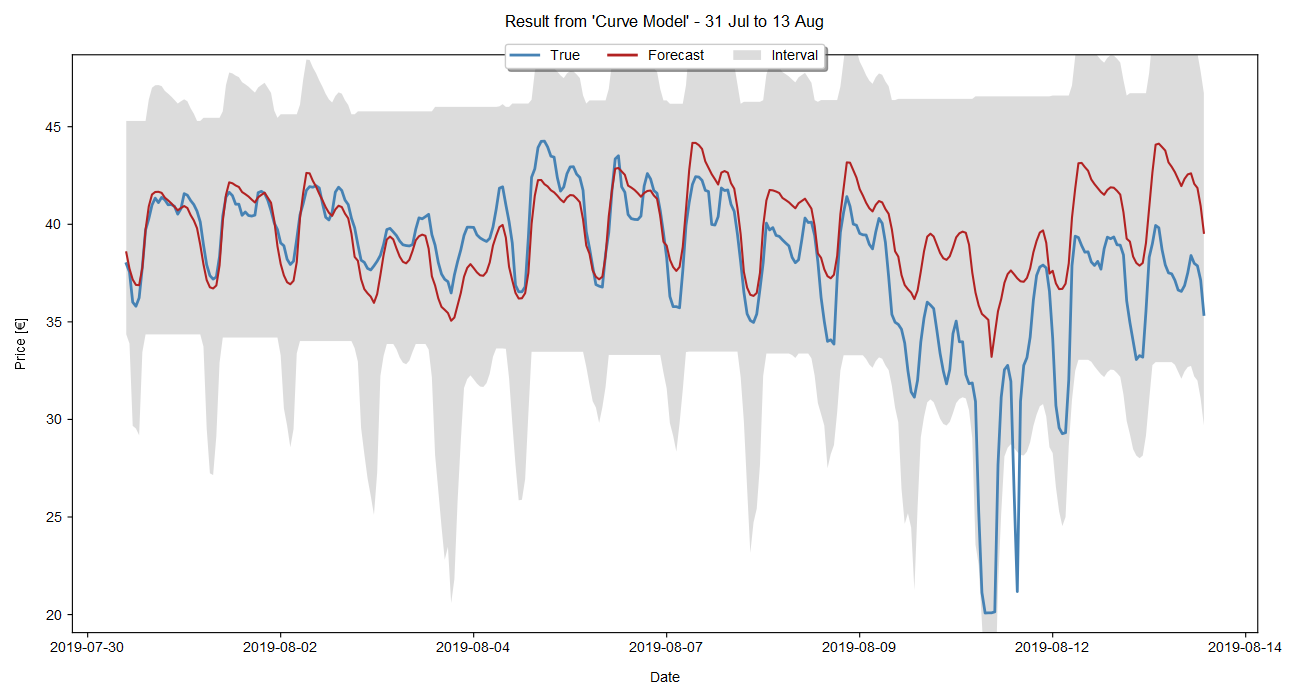 Result from 'Curve Model' - 31 Jul to 13 Aug
True
Forecast
Interval
45
40
35
30
25
20
Price [€]
2019-07-30
2019-08-02
2019-08-04
2019-08-07
2019-08-09
2019-08-12
2019-08-14
Date